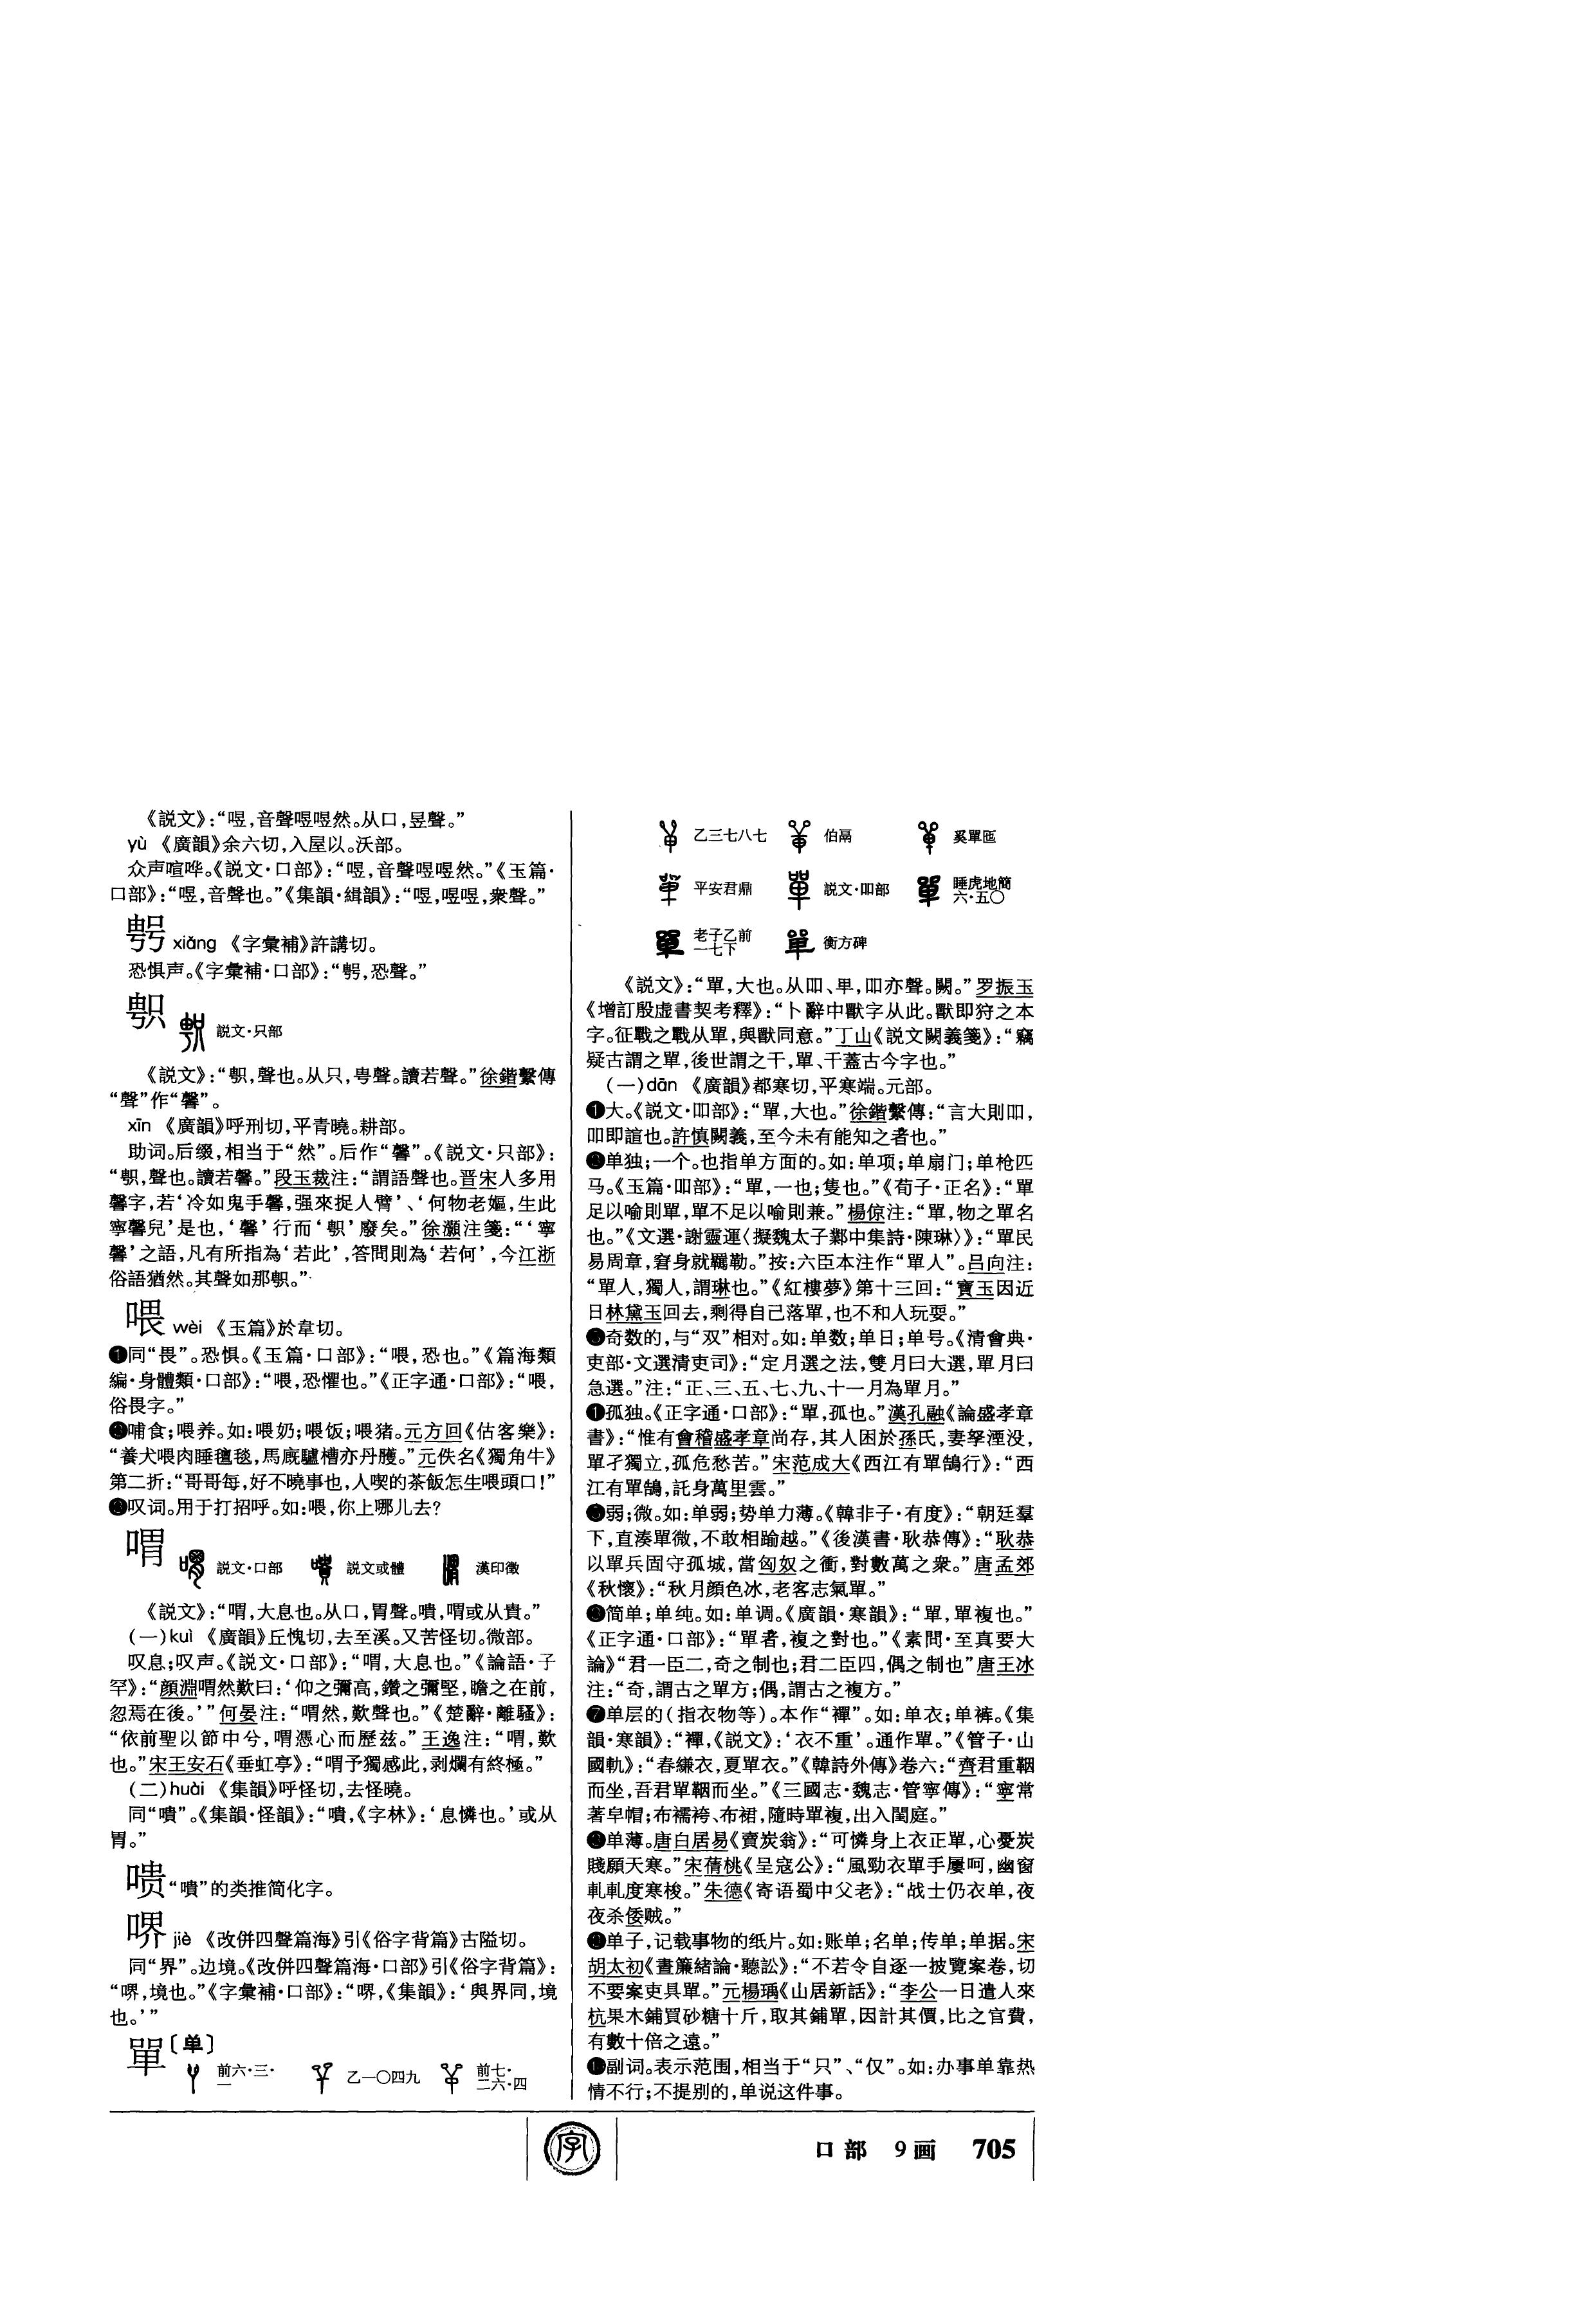 《説文》：“喅，音聲喅喅然。从口，昱聲。”
yù 《廣韻》余六切，入屋以。沃部。
众声喧哗。《説文·口部》：“喅，音聲喅喅然。”《玉篇·
口部》：“喅，音聲也。”《集韻·緝韻》：“喅，喅喅，衆聲。”
xiǎng 《字彙補》許講切。
恐惧声。《字彙補·口部》：“，恐聲。”
説文·只部
《説文》：“，聲也。从只，甹聲。讀若聲。”徐鍇繫傳
“聲”作“馨”。
xīn 《廣韻》呼刑切，平青曉。耕部。
助词。后缀，相当于“然”。后作“馨”。《説文·只部》：
“，聲也。讀若馨。”段玉裁注：“謂語聲也。晋宋人多用
馨字，若‘冷如鬼手馨，强來捉人臂’、‘何物老嫗，生此
寧馨兒’是也，‘馨’行而‘’廢矣。”徐灝注箋：“‘寧
馨’之語，凡有所指為‘若此’，答問則為‘若何’，今江浙
俗語猶然。其聲如那。”
喂 wèi 《玉篇》於韋切。
❶同“畏”。恐惧。《玉篇·口部》：“喂，恐也。”《篇海類
編·身體類·口部》：“喂，恐懼也。”《正字通·口部》：“喂，
俗畏字。”
哺食；喂养。如：喂奶；喂饭；喂猪。元方回《估客樂》：
“養犬喂肉睡氊毯，馬廐驢槽亦丹雘。”元佚名《獨角牛》
第二折：“哥哥每，好不曉事也，人喫的茶飯怎生喂頭口！”
叹词。用于打招呼。如：喂，你上哪儿去？
喟 説文·口部 説文或體 漢印徵
《説文》：“喟，大息也。从口，胃聲。嘳，喟或从貴。”
(一)kuì 《廣韻》丘愧切，去至溪。又苦怪切。微部。
叹息；叹声。《説文·口部》：“喟，大息也。”《論語·子
罕》：“顔淵喟然歎曰：‘仰之彌高，鑽之彌堅，瞻之在前，
忽焉在後。’”何晏注：“喟然，歎聲也。”《楚辭·離騷》：
“依前聖以節中兮，喟憑心而歷兹。”王逸注：“喟，歎
也。”宋王安石《垂虹亭》：“喟予獨感此，剥爛有終極。”
(二)huài 《集韻》呼怪切，去怪曉。
同“嘳”。《集韻·怪韻》：“嘳，《字林》：‘息憐也。’或从
胃。”
“嘳”的类推简化字。
㖿 jiè 《改併四聲篇海》引《俗字背篇》古隘切。
同“界”。边境。《改併四聲篇海·口部》引《俗字背篇》：
“，境也。”《字彙補·口部》：“，《集韻》：‘與界同，境
也。’”
單〔单〕
前六·三·一 乙一〇四九 前七·二六·四
乙三七八七 伯鬲 奚單匜
平安君鼎 説文·吅部 睡虎地簡六·五〇
老子乙前一七下 衡方碑
《説文》：“單，大也。从吅、𠦒，吅亦聲。闕。”罗振玉
《增訂殷虚書契考釋》：“卜辭中獸字从此。獸即狩之本
字。征戰之戰从單，與獸同意。”丁山《説文闕義箋》：“竊
疑古謂之單，後世謂之干，單、干蓋古今字也。”
(一)dān 《廣韻》都寒切，平寒端。元部。
❶大。《説文·吅部》：“單，大也。”徐鍇繫傳：“言大則吅，
吅即諠也。許慎闕義，至今未有能知之者也。”
单独；一个。也指单方面的。如：单项；单扇门；单枪匹
马。《玉篇·吅部》：“單，一也；隻也。”《荀子·正名》：“單
足以喻則單，單不足以喻則兼。”楊倞注：“單，物之單名
也。”《文選·謝靈運〈擬魏太子鄴中集詩·陳琳〉》：“單民
易周章，窘身就羈勒。”按：六臣本注作“單人”。吕向注：
“單人，獨人，謂琳也。”《紅樓夢》第十三回：“寶玉因近
日林黛玉回去，剩得自己落單，也不和人玩耍。”
奇数的，与“双”相对。如：单数；单日；单号。《清會典·
吏部·文選清吏司》：“定月選之法，雙月曰大選，單月曰
急選。”注：“正、三、五、七、九、十一月為單月。”
孤独。《正字通·口部》：“單，孤也。”漢孔融《論盛孝章
書》：“惟有會稽盛孝章尚存，其人困於孫氏，妻孥湮没，
單孑獨立，孤危愁苦。”宋范成大《西江有單鵠行》：“西
江有單鵠，託身萬里雲。”
弱；微。如：单弱；势单力薄。《韓非子·有度》：“朝廷羣
下，直湊單微，不敢相踰越。”《後漢書·耿恭傳》：“耿恭
以單兵固守孤城，當匈奴之衝，對數萬之衆。”唐孟郊
《秋懷》：“秋月顔色冰，老客志氣單。”
简单；单纯。如：单调。《廣韻·寒韻》：“單，單複也。”
《正字通·口部》：“單者，複之對也。”《素問·至真要大
論》“君一臣二，奇之制也；君二臣四，偶之制也”唐王冰
注：“奇，謂古之單方；偶，謂古之複方。”
❼单层的(指衣物等)。本作“襌”。如：单衣；单裤。《集
韻·寒韻》：“襌，《説文》：‘衣不重’。通作單。”《管子·山
國軌》：“春縑衣，夏單衣。”《韓詩外傳》卷六：“齊君重鞇
而坐，吾君單鞇而坐。”《三國志·魏志·管寧傳》：“寧常
著皁帽；布襦袴、布裙，隨時單複，出入閨庭。”
单薄。唐白居易《賣炭翁》：“可憐身上衣正單，心憂炭
賤願天寒。”宋蒨桃《呈寇公》：“風勁衣單手屢呵，幽窗
軋軋度寒梭。”朱德《寄语蜀中父老》：“战士仍衣单，夜
夜杀倭贼。”
单子，记载事物的纸片。如：账单；名单；传单；单据。宋
胡太初《晝簾緒論·聽訟》：“不若令自逐一披覽案卷，切
不要案吏具單。”元楊瑀《山居新話》：“李公一日遣人來
杭果木鋪買砂糖十斤，取其鋪單，因計其價，比之官費，
有數十倍之遠。”
副词。表示范围，相当于“只”、“仅”。如：办事单靠热
情不行；不提别的，单说这件事。
字
口部 9画 705